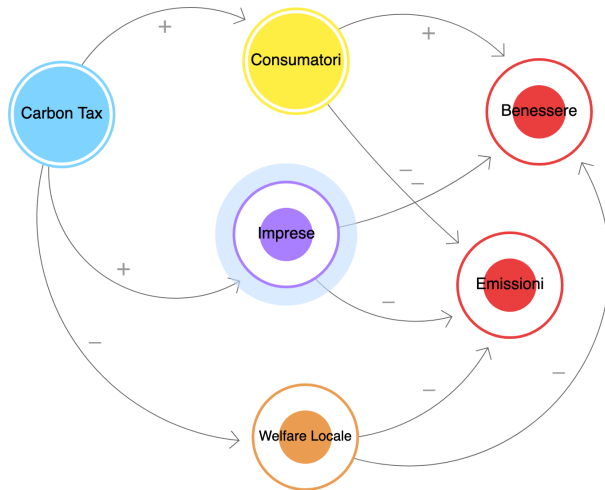 +
+
Consumatori
Carbon Tax
Benessere
−
−
Imprese
+
Emissioni
−
−
−
−
Welfare Locale